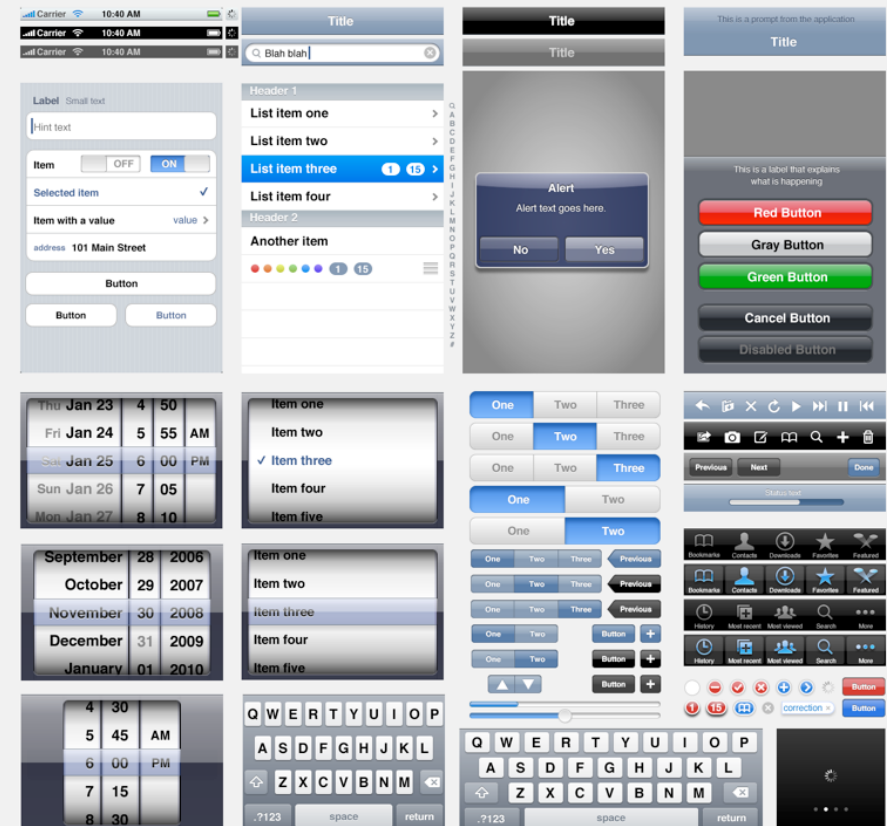 Carrier 10:40 AM
Carrier 10:40 AM
Carrier 10:40 AM
Title
Blah blah
Title
Title
This is a prompt from the application.
Title
Label Small text
Hint text
Item OFF ON
Selected item
Item with a value value
address 101 Main Street
Button
Button Button
Header 1
List item one
List item two
List item three 1 15
List item four
Header 2
Another item
1 15
A
B
C
D
E
F
G
H
I
J
K
L
M
N
O
P
Q
R
S
T
U
V
W
X
Y
Z
#
Alert
Alert text goes here.
No Yes
This is a label that explains
what is happening
Red Button
Gray Button
Green Button
Cancel Button
Disabled Button
Thu Jan 23 4 50
Fri Jan 24 5 55 AM
Sat Jan 25 6 00 PM
Sun Jan 26 7 05
Mon Jan 27 8 10
Item one
Item two
Item three
Item four
Item five
One Two Three
One Two Three
One Two Three
One Two
One Two
One Two Three Previous
One Two Three Previous
One Two Three Previous
One Two Button
One Two Button
Button
Previous Next Done
Status text
Bookmarks Contacts Downloads Favorites Featured
Bookmarks Contacts Downloads Favorites Featured
History Most recent Most viewed Search More
History Most recent Most viewed Search More
Button
1 15 correction × Button
September 28 2006
October 29 2007
November 30 2008
December 31 2009
January 01 2010
Item one
Item two
Item three
Item four
Item five
4 30
5 45 AM
6 00 PM
7 15
8 30
Q W E R T Y U I O P
A S D F G H J K L
Z X C V B N M
.?123 space return
Q W E R T Y U I O P
A S D F G H J K L
Z X C V B N M
.?123 space return